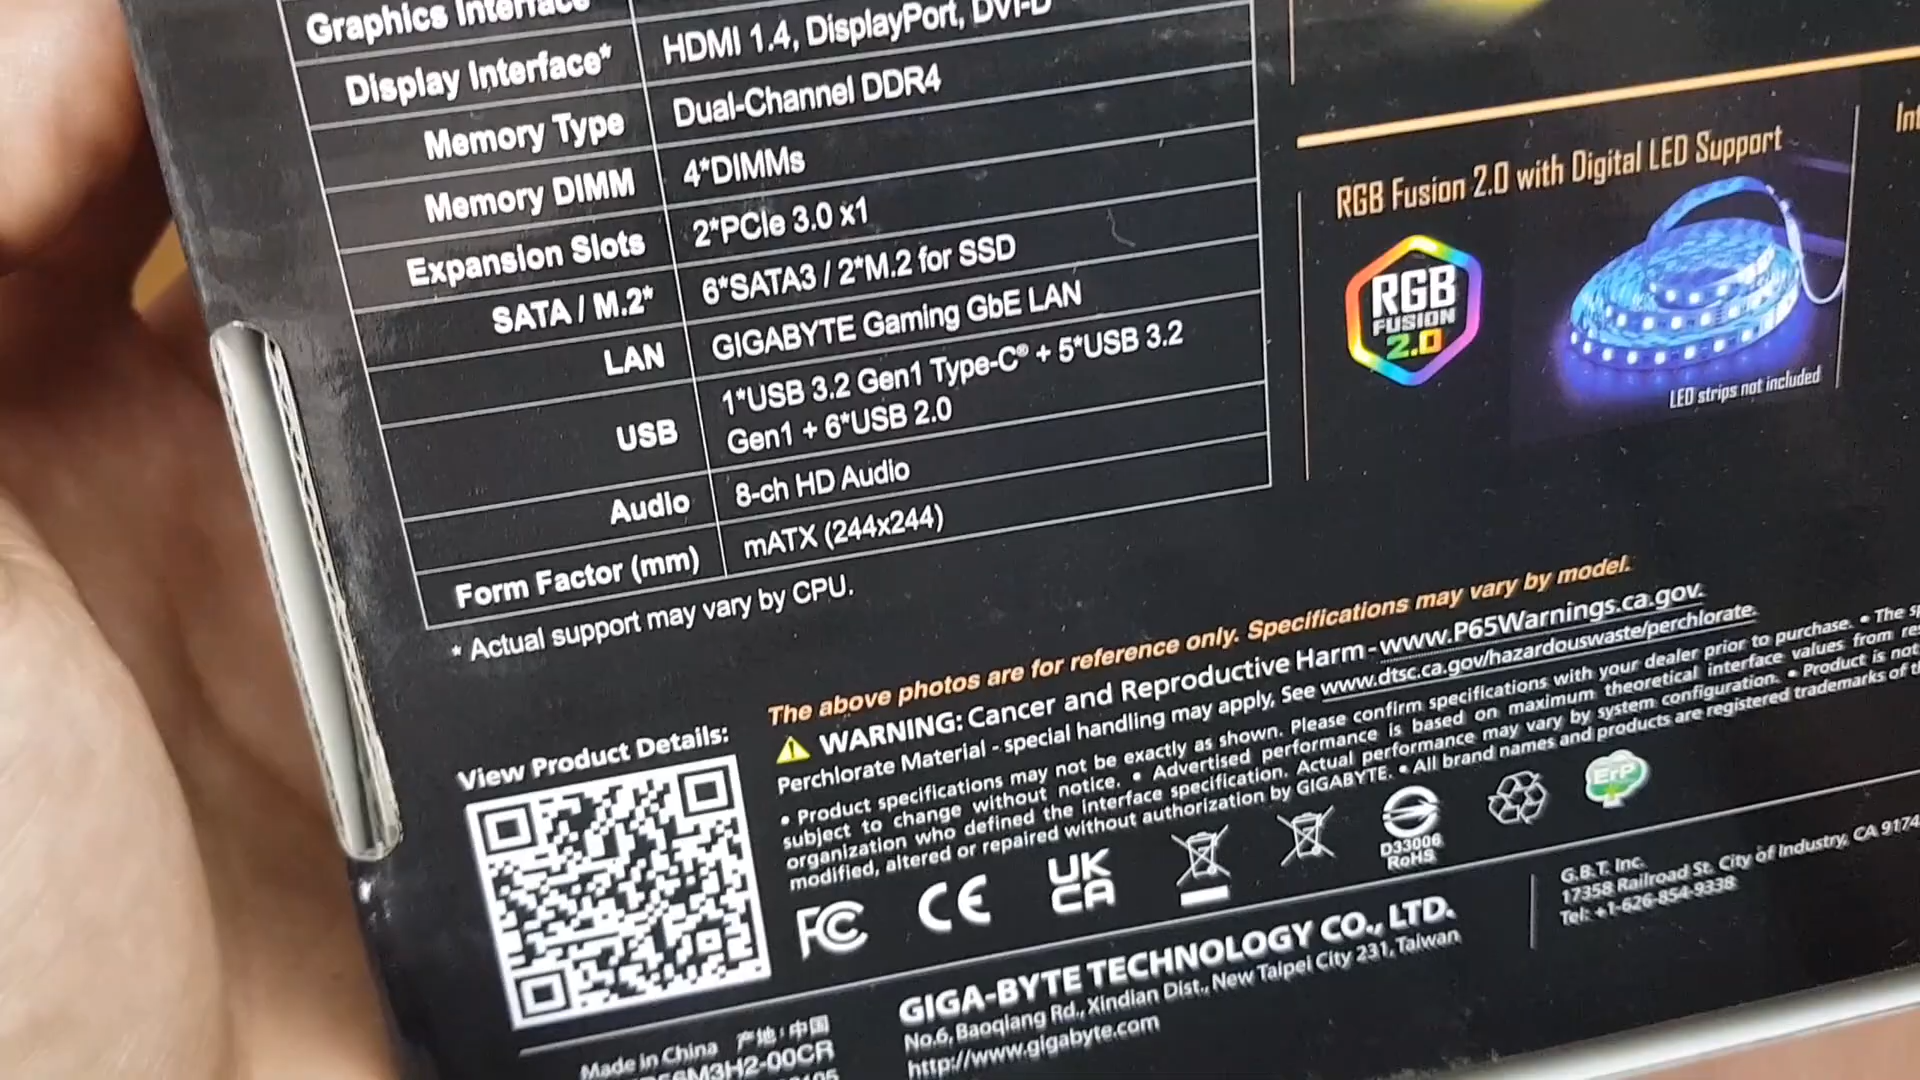 Graphics Interface
Display Interface* HDMI 1.4, DisplayPort, DVI-D
Memory Type Dual-Channel DDR4
Memory DIMM 4*DIMMs
Expansion Slots 2*PCIe 3.0 x1
SATA / M.2* 6*SATA3 / 2*M.2 for SSD
LAN GIGABYTE Gaming GbE LAN
USB 1*USB 3.2 Gen1 Type-C® + 5*USB 3.2
Gen1 + 6*USB 2.0
Audio 8-ch HD Audio
Form Factor (mm) mATX (244x244)
* Actual support may vary by CPU.
RGB Fusion 2.0 with Digital LED Support
RGB
FUSION
2.0
LED strips not included
The above photos are for reference only. Specifications may vary by model.
WARNING: Cancer and Reproductive Harm - www.P65Warnings.ca.gov.
Perchlorate Material - special handling may apply, See www.dtsc.ca.gov/hazardouswaste/perchlorate.
• Product specifications may not be exactly as shown. Please confirm specifications with your dealer prior to purchase. • The
subject to change without notice. • Advertised performance is based on maximum theoretical interface values from
organization who defined the interface specification. Actual performance may vary by system configuration. • Product is not
modified, altered or repaired without authorization by GIGABYTE. • All brand names and products are registered trademarks of
View Product Details:
FC
CE
UK
CA
D33006
RoHS
ErP
GIGA-BYTE TECHNOLOGY CO., LTD.
No.6, Baoqiang Rd., Xindian Dist., New Taipei City 231, Taiwan
http://www.gigabyte.com
G.B.T. Inc.
17358 Railroad St. City of Industry, CA 9174
Tel: +1-626-854-9338
Made in China 产地：中国
6M3H2-00CR